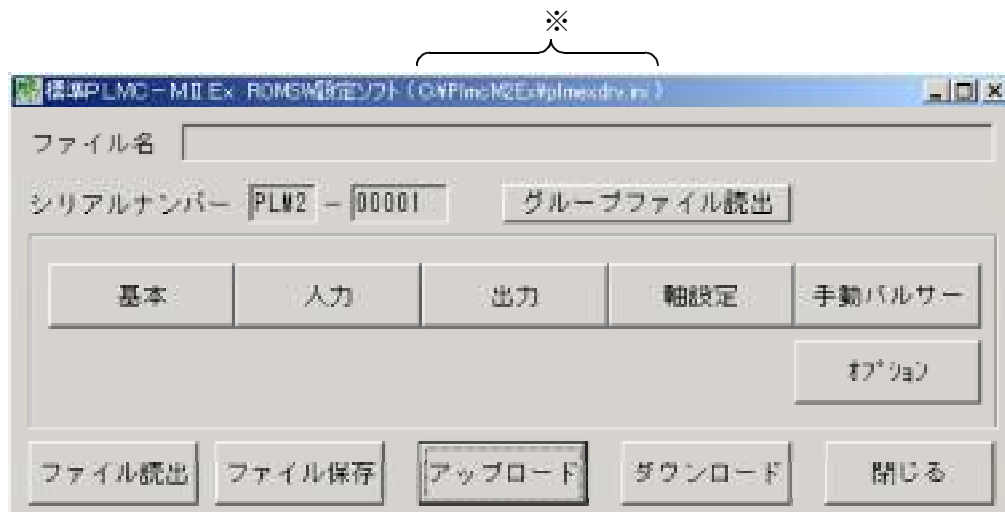 ※
標準PLMC-MⅡEx ROMSW設定ソフト (C:¥PlmcM2Ex¥plmexdrv.ini)
ファイル名
シリアルナンバー PLM2 - 00001 グループファイル読出
基本 入力 出力 軸設定 手動パルサー
オプション
ファイル読出 ファイル保存 アップロード ダウンロード 閉じる